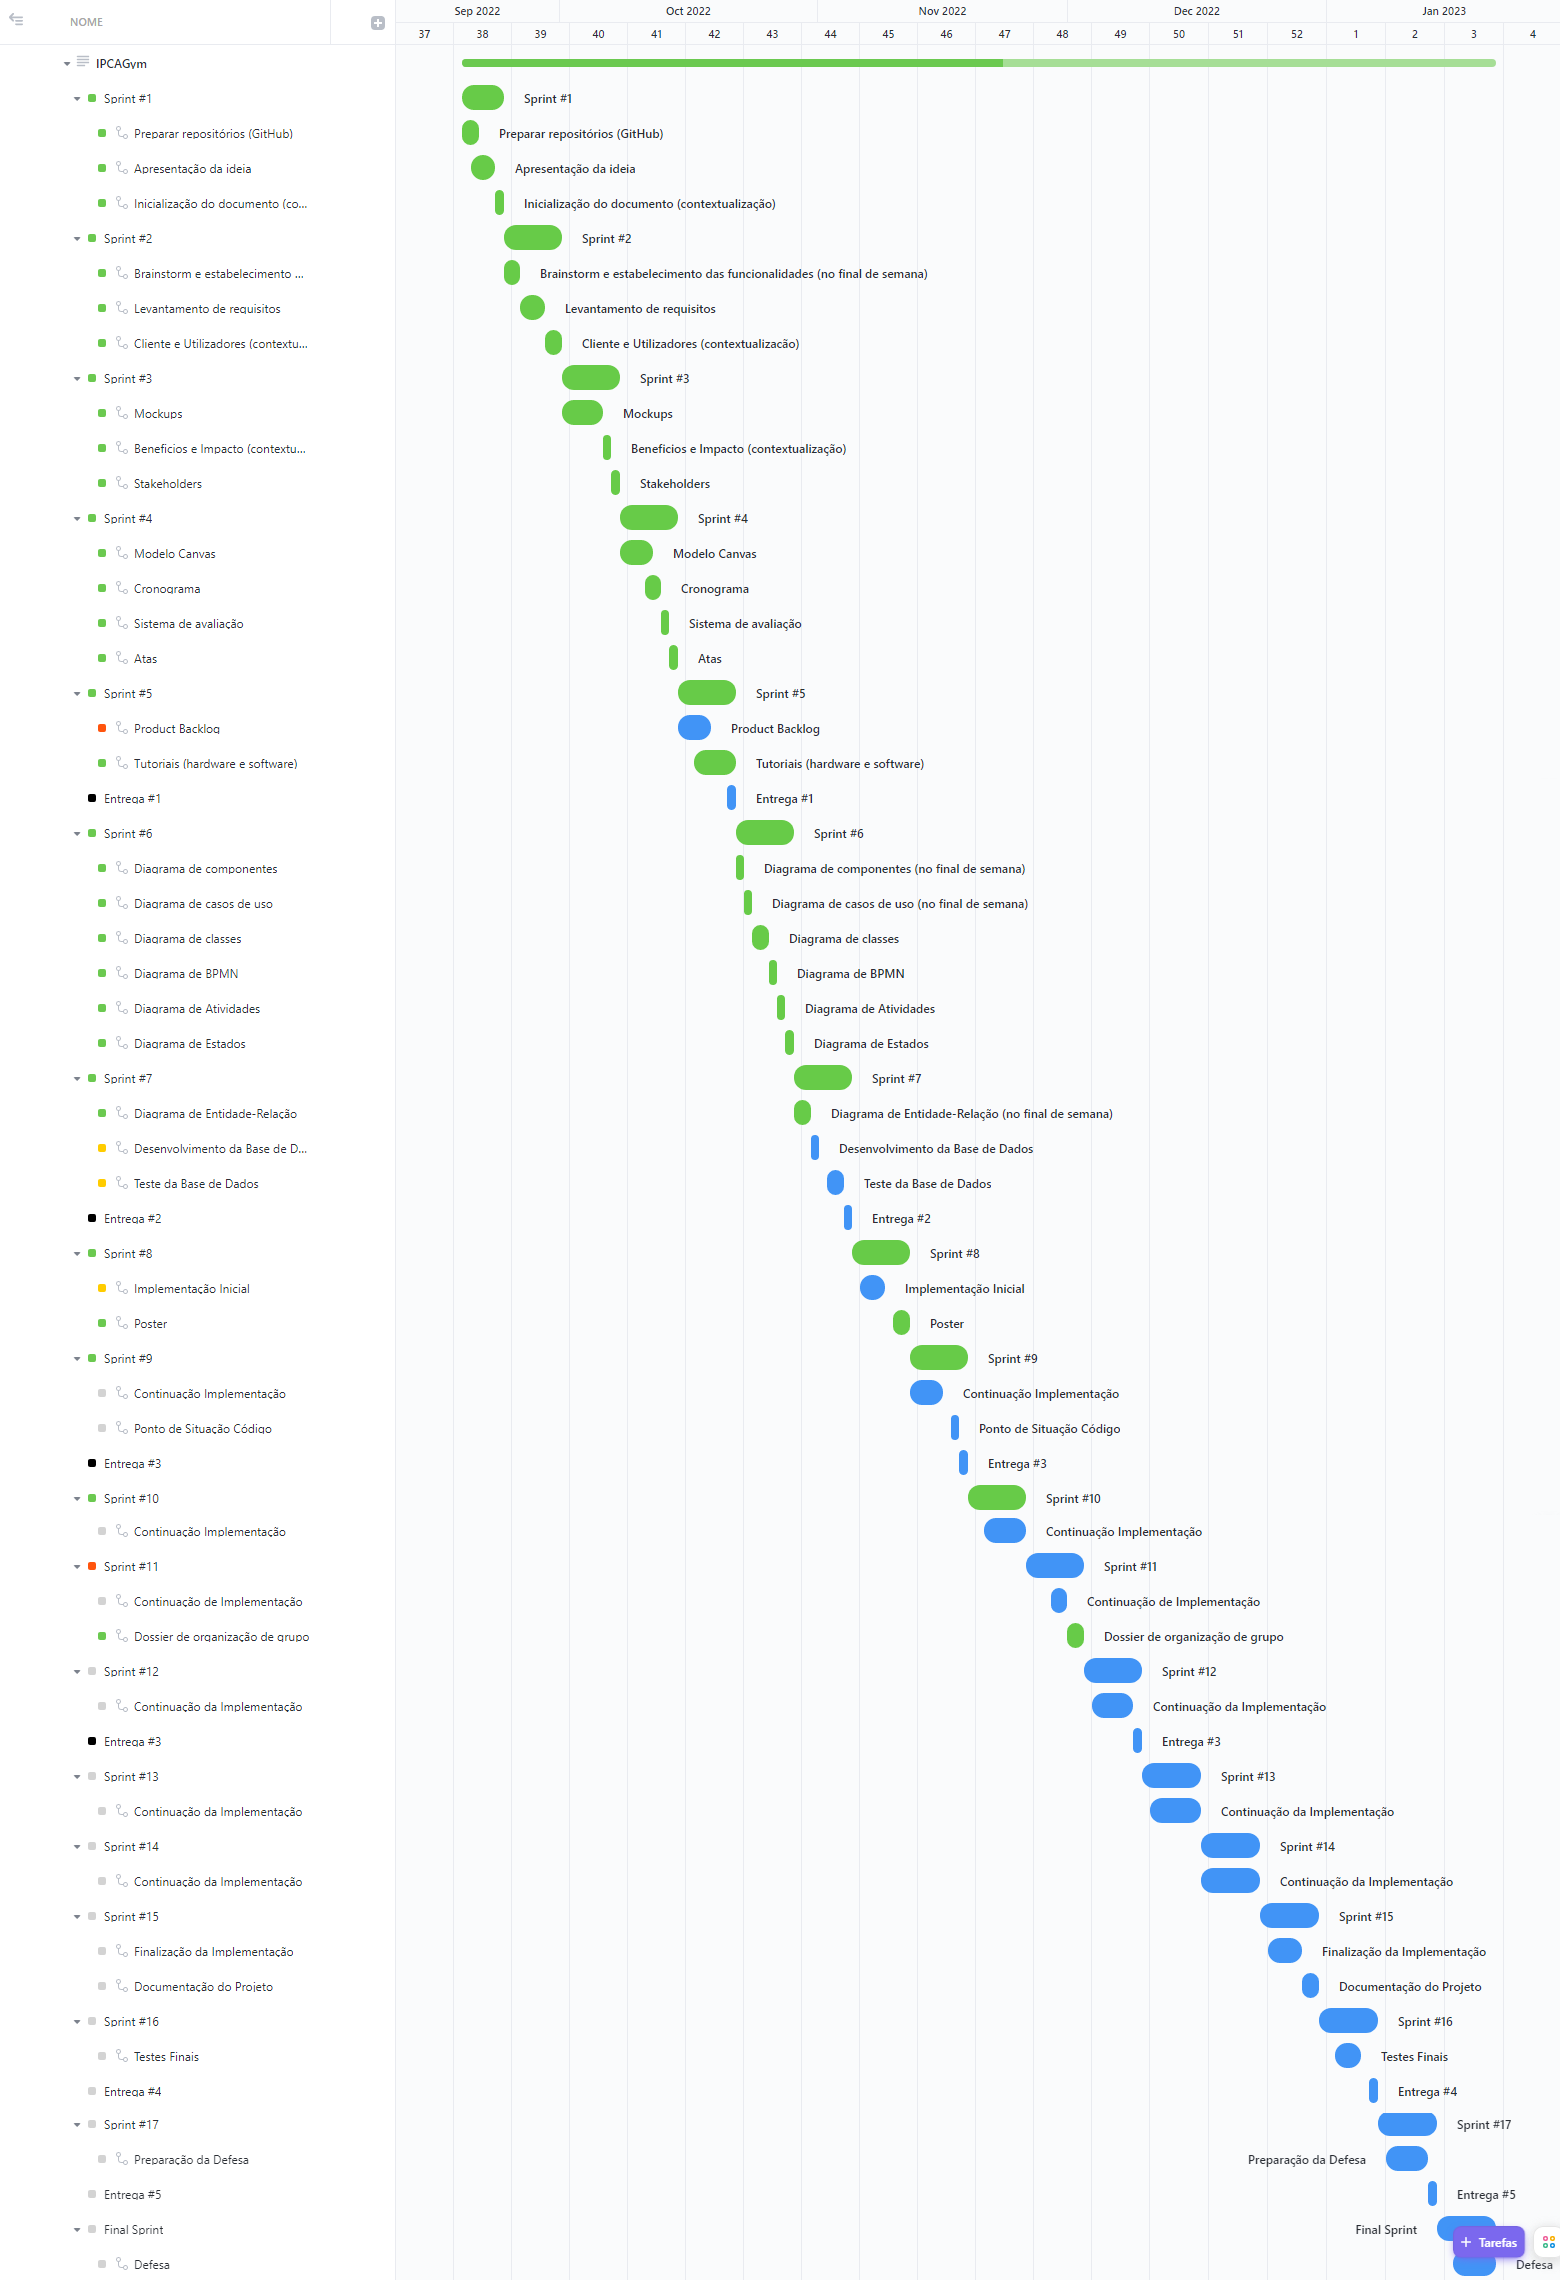 NOME
Sep 2022 Oct 2022 Nov 2022 Dec 2022 Jan 2023
37 38 39 40 41 42 43 44 45 46 47 48 49 50 51 52 1 2 3 4
IPCAGym
Sprint #1 Sprint #1
Preparar repositórios (GitHub) Preparar repositórios (GitHub)
Apresentação da ideia Apresentação da ideia
Inicialização do documento (co... Inicialização do documento (contextualização)
Sprint #2 Sprint #2
Brainstorm e estabelecimento ... Brainstorm e estabelecimento das funcionalidades (no final de semana)
Levantamento de requisitos Levantamento de requisitos
Cliente e Utilizadores (contextu... Cliente e Utilizadores (contextualizacão)
Sprint #3 Sprint #3
Mockups Mockups
Beneficios e Impacto (contextu... Beneficios e Impacto (contextualização)
Stakeholders Stakeholders
Sprint #4 Sprint #4
Modelo Canvas Modelo Canvas
Cronograma Cronograma
Sistema de avaliação Sistema de avaliação
Atas Atas
Sprint #5 Sprint #5
Product Backlog Product Backlog
Tutoriais (hardware e software) Tutoriais (hardware e software)
Entrega #1 Entrega #1
Sprint #6 Sprint #6
Diagrama de componentes Diagrama de componentes (no final de semana)
Diagrama de casos de uso Diagrama de casos de uso (no final de semana)
Diagrama de classes Diagrama de classes
Diagrama de BPMN Diagrama de BPMN
Diagrama de Atividades Diagrama de Atividades
Diagrama de Estados Diagrama de Estados
Sprint #7 Sprint #7
Diagrama de Entidade-Relação Diagrama de Entidade-Relação (no final de semana)
Desenvolvimento da Base de D... Desenvolvimento da Base de Dados
Teste da Base de Dados Teste da Base de Dados
Entrega #2 Entrega #2
Sprint #8 Sprint #8
Implementação Inicial Implementação Inicial
Poster Poster
Sprint #9 Sprint #9
Continuação Implementação Continuação Implementação
Ponto de Situação Código Ponto de Situação Código
Entrega #3 Entrega #3
Sprint #10 Sprint #10
Continuação Implementação Continuação Implementação
Sprint #11 Sprint #11
Continuação de Implementação Continuação de Implementação
Dossier de organização de grupo Dossier de organização de grupo
Sprint #12 Sprint #12
Continuação da Implementação Continuação da Implementação
Entrega #3 Entrega #3
Sprint #13 Sprint #13
Continuação da Implementação Continuação da Implementação
Sprint #14 Sprint #14
Continuação da Implementação Continuação da Implementação
Sprint #15 Sprint #15
Finalização da Implementação Finalização da Implementação
Documentação do Projeto Documentação do Projeto
Sprint #16 Sprint #16
Testes Finais Testes Finais
Entrega #4 Entrega #4
Sprint #17 Sprint #17
Preparação da Defesa Preparação da Defesa
Entrega #5 Entrega #5
Final Sprint Final Sprint
+ Tarefas
Defesa Defesa